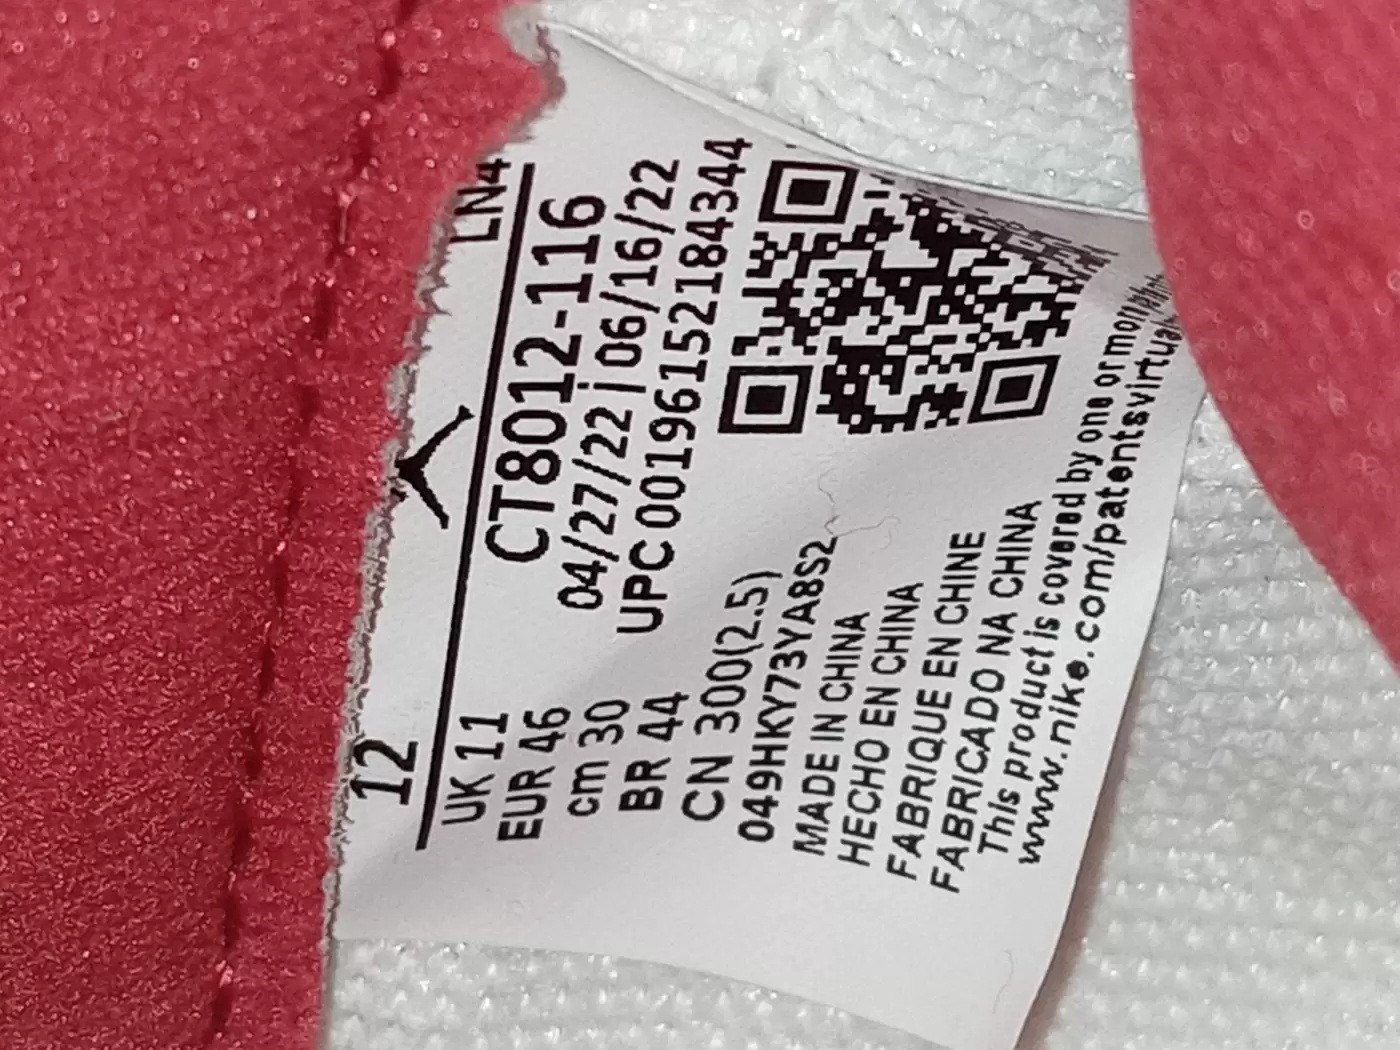 12 LN4
UK 11 CT8012-116
EUR 46 04/27/22 | 06/16/22
cm 30 UPC 00196152184344
BR 44
CN 300(2.5)
049HKY73YA8S2
MADE IN CHINA
HECHO EN CHINA
FABRIQUE EN CHINE
FABRICADO NA CHINA
This product is covered by one or mor
www.nike.com/patentsvirtual